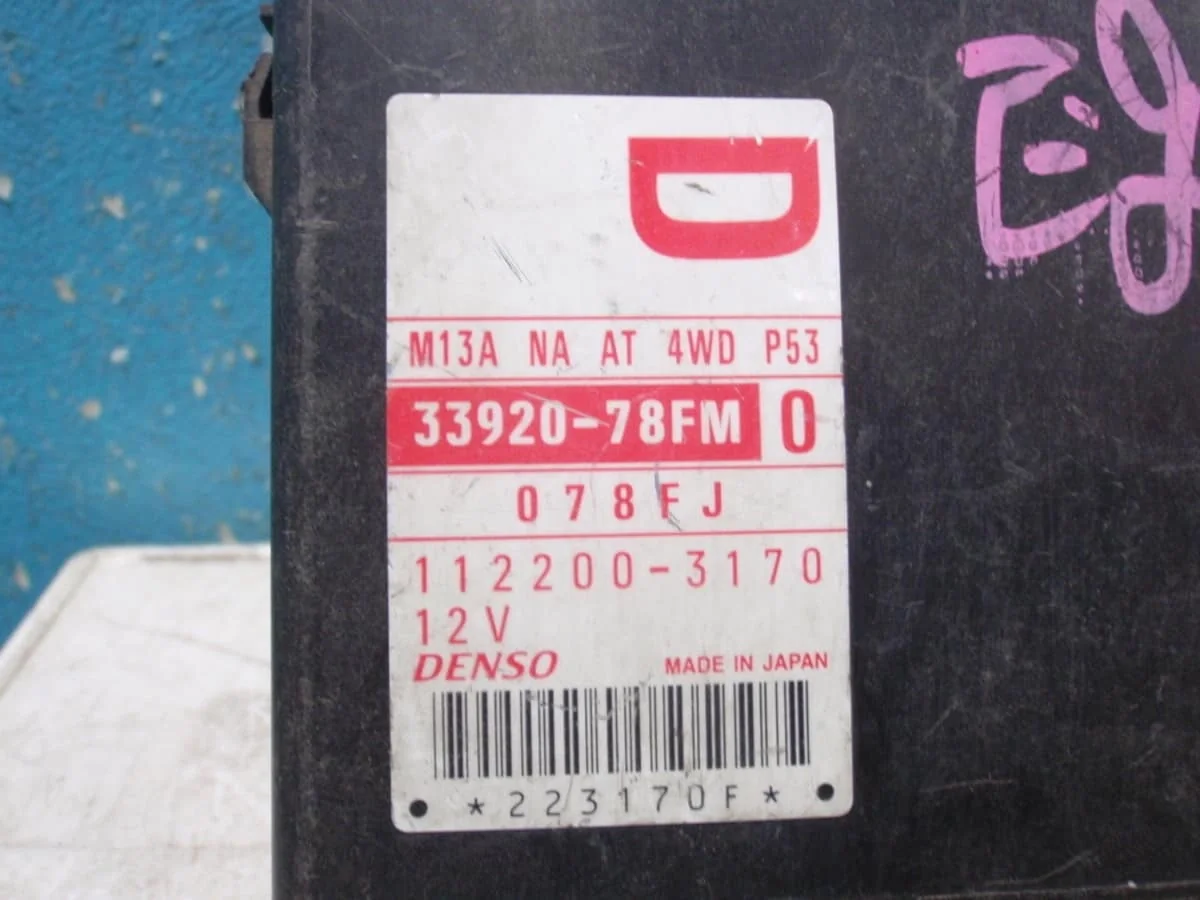 D
M13A NA AT 4WD P53
33920-78FM 0
078FJ
112200-3170
12V
DENSO MADE IN JAPAN
*223170F*